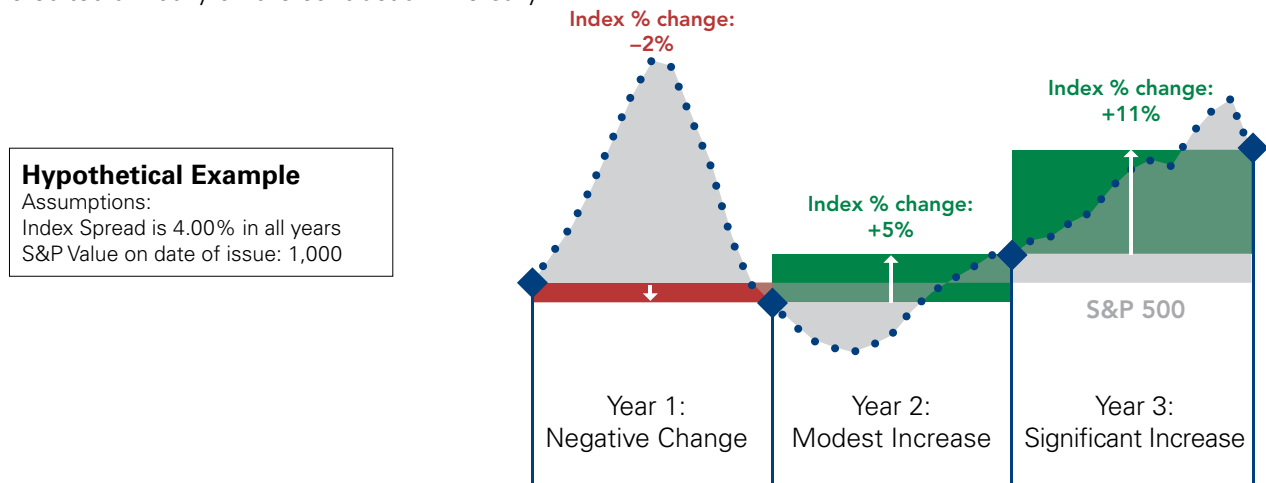 Index % change:
–2%
Index % change:
+11%
Hypothetical Example
Assumptions:
Index Spread is 4.00% in all years
S&P Value on date of issue: 1,000
Index % change:
+5%
S&P 500
Year 1:
Negative Change
Year 2:
Modest Increase
Year 3:
Significant Increase